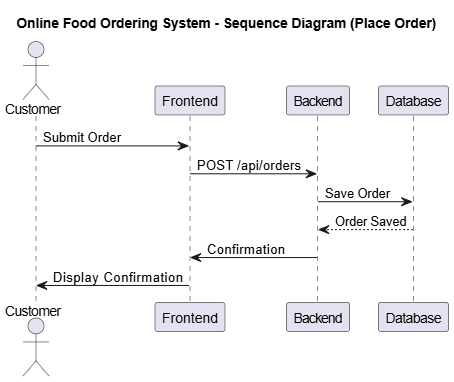 Online Food Ordering System - Sequence Diagram (Place Order)
Customer
Frontend
Backend
Database
Submit Order
POST /api/orders
Save Order
Order Saved
Confirmation
Display Confirmation
Customer
Frontend
Backend
Database